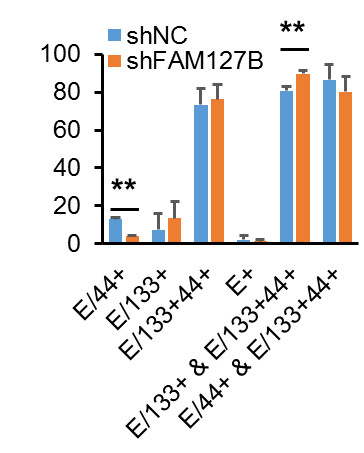 shNC
shFAM127B
100
80
60
40
20
0
**
**
E/44+
E/133+
E/133+44+
E+
E/133+ & E/133+44+
E/44+ & E/133+44+